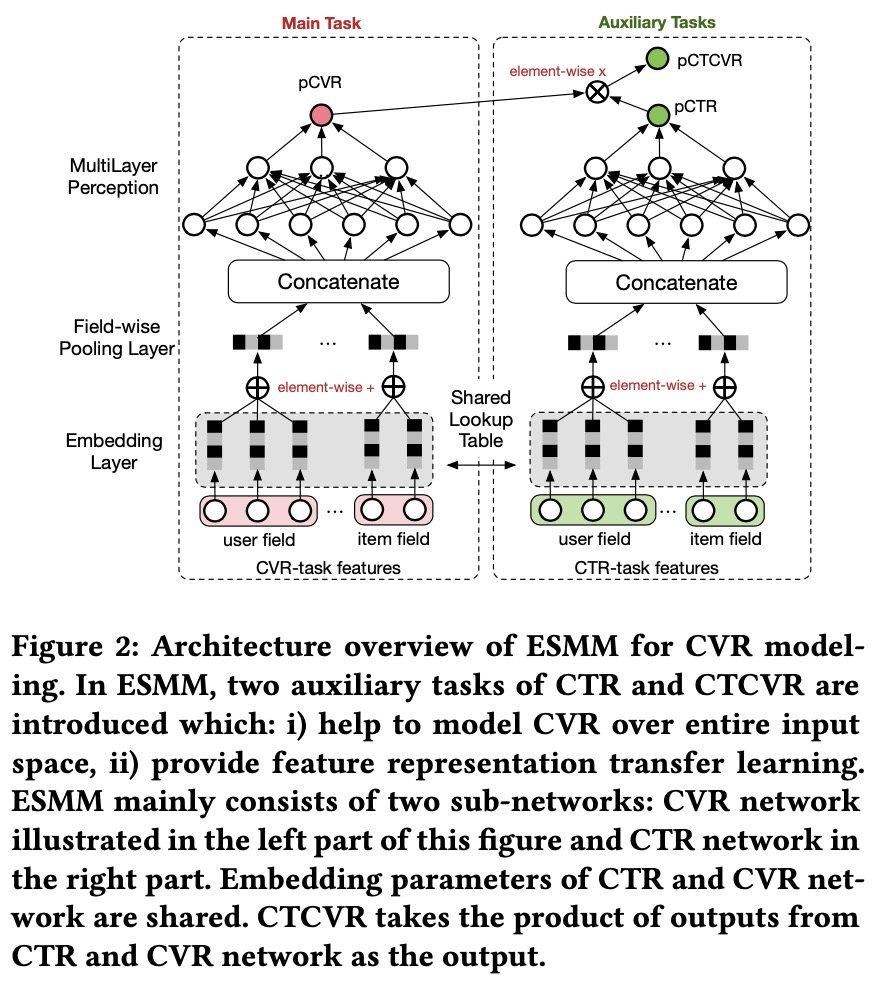 Main Task
Auxiliary Tasks
pCTCVR
element-wise x
pCVR
pCTR
MultiLayer
Perception
Concatenate
Concatenate
Field-wise
Pooling Layer
...
...
element-wise +
element-wise +
Shared
Lookup
Table
Embedding
Layer
...
...
user field
item field
user field
item field
CVR-task features
CTR-task features
Figure 2: Architecture overview of ESMM for CVR model-
ing. In ESMM, two auxiliary tasks of CTR and CTCVR are
introduced which: i) help to model CVR over entire input
space, ii) provide feature representation transfer learning.
ESMM mainly consists of two sub-networks: CVR network
illustrated in the left part of this figure and CTR network in
the right part. Embedding parameters of CTR and CVR net-
work are shared. CTCVR takes the product of outputs from
CTR and CVR network as the output.